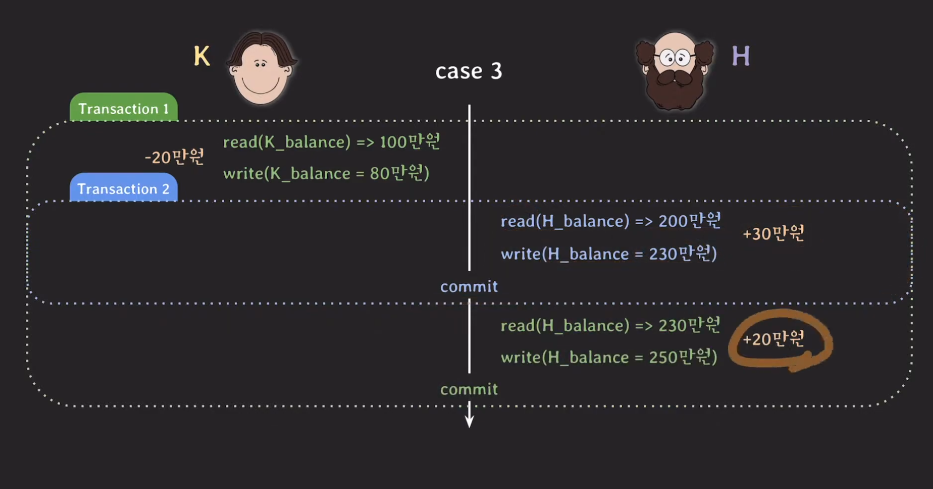 K
case 3
H
Transaction 1
read(K_balance) => 100만원
-20만원
write(K_balance = 80만원)
Transaction 2
read(H_balance) => 200만원
+30만원
write(H_balance = 230만원)
commit
read(H_balance) => 230만원
+20만원
write(H_balance = 250만원)
commit